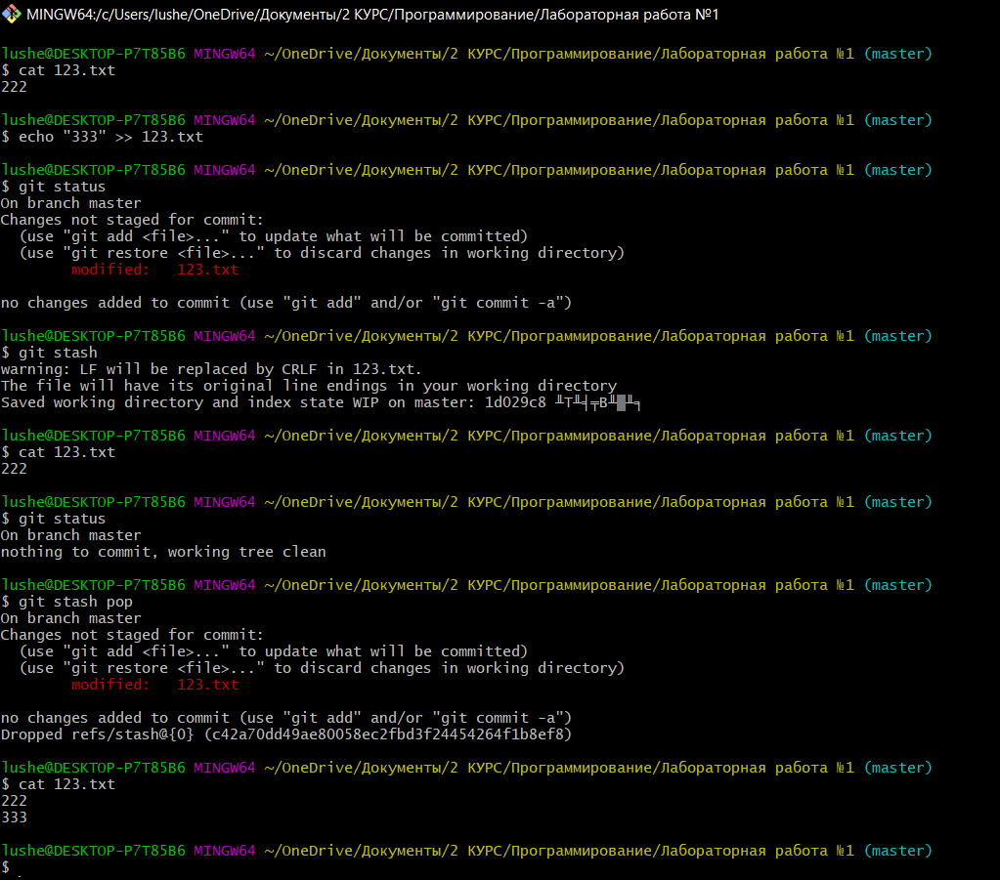 MINGW64:/c/Users/lushe/OneDrive/Документы/2 КУРС/Программирование/Лабораторная работа №1
lushe@DESKTOP-P7T85B6 MINGW64 ~/OneDrive/Документы/2 КУРС/Программирование/Лабораторная работа №1 (master)
$ cat 123.txt
222
lushe@DESKTOP-P7T85B6 MINGW64 ~/OneDrive/Документы/2 КУРС/Программирование/Лабораторная работа №1 (master)
$ echo "333" >> 123.txt
lushe@DESKTOP-P7T85B6 MINGW64 ~/OneDrive/Документы/2 КУРС/Программирование/Лабораторная работа №1 (master)
$ git status
On branch master
Changes not staged for commit:
  (use "git add <file>..." to update what will be committed)
  (use "git restore <file>..." to discard changes in working directory)
        modified:   123.txt
no changes added to commit (use "git add" and/or "git commit -a")
lushe@DESKTOP-P7T85B6 MINGW64 ~/OneDrive/Документы/2 КУРС/Программирование/Лабораторная работа №1 (master)
$ git stash
warning: LF will be replaced by CRLF in 123.txt.
The file will have its original line endings in your working directory
Saved working directory and index state WIP on master: 1d029c8
lushe@DESKTOP-P7T85B6 MINGW64 ~/OneDrive/Документы/2 КУРС/Программирование/Лабораторная работа №1 (master)
$ cat 123.txt
222
lushe@DESKTOP-P7T85B6 MINGW64 ~/OneDrive/Документы/2 КУРС/Программирование/Лабораторная работа №1 (master)
$ git status
On branch master
nothing to commit, working tree clean
lushe@DESKTOP-P7T85B6 MINGW64 ~/OneDrive/Документы/2 КУРС/Программирование/Лабораторная работа №1 (master)
$ git stash pop
On branch master
Changes not staged for commit:
  (use "git add <file>..." to update what will be committed)
  (use "git restore <file>..." to discard changes in working directory)
        modified:   123.txt
no changes added to commit (use "git add" and/or "git commit -a")
Dropped refs/stash@{0} (c42a70dd49ae80058ec2fbd3f24454264f1b8ef8)
lushe@DESKTOP-P7T85B6 MINGW64 ~/OneDrive/Документы/2 КУРС/Программирование/Лабораторная работа №1 (master)
$ cat 123.txt
222
333
lushe@DESKTOP-P7T85B6 MINGW64 ~/OneDrive/Документы/2 КУРС/Программирование/Лабораторная работа №1 (master)
$